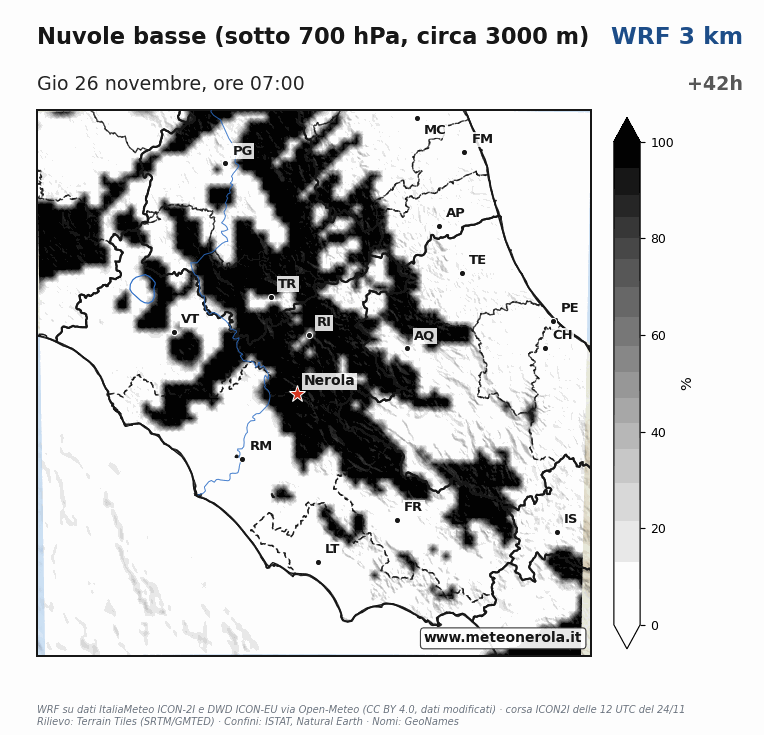 Nuvole basse (sotto 700 hPa, circa 3000 m) WRF 3 km
Gio 26 novembre, ore 07:00 +42h
MC
FM
PG
AP
TE
TR
PE
VT
RI
AQ
CH
Nerola
RM
FR
IS
LT
www.meteonerola.it
100
80
60
40
20
0
%
WRF su dati ItaliaMeteo ICON-2I e DWD ICON-EU via Open-Meteo (CC BY 4.0, dati modificati) · corsa ICON2I delle 12 UTC del 24/11
Rilievo: Terrain Tiles (SRTM/GMTED) · Confini: ISTAT, Natural Earth · Nomi: GeoNames